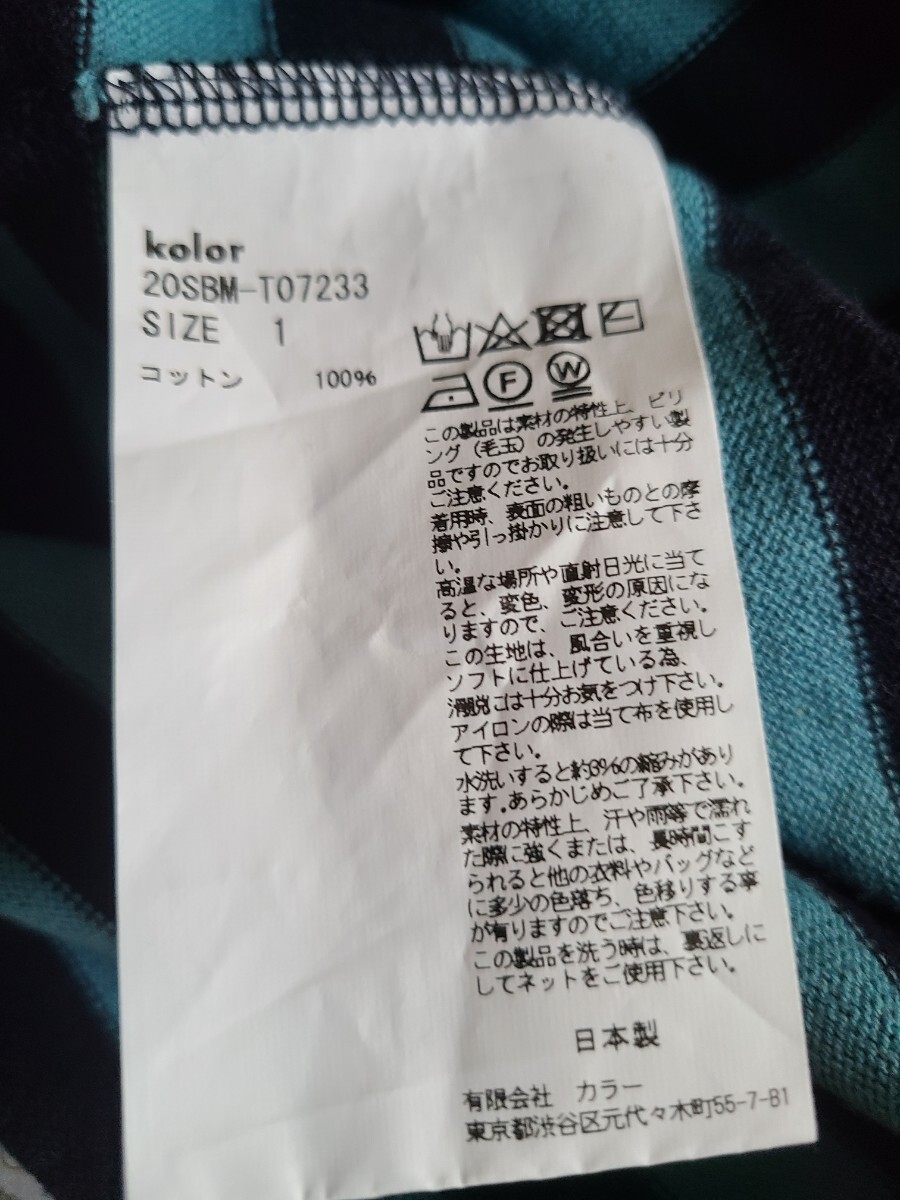 kolor
20SBM-T07233
SIZE 1
コットン 100%
F W
この製品は素材の特性上、ピリ
ング(毛玉)の発生しやすい製
品ですのでお取り扱いには十分
ご注意ください。
着用時、表面の粗いものとの摩
擦や引っ掛かりに注意して下さ
い。
高温な場所や直射日光に当て
ると、変色、変形の原因にな
りますので、ご注意ください。
この生地は、風合いを重視し
ソフトに仕上げている為、
滑脱には十分お気をつけ下さい。
アイロンの際は当て布を使用し
て下さい。
水洗いすると約3%の縮みがあり
ます。あらかじめご了承下さい。
素材の特性上、汗や雨等で濡れ
た際に強くまたは、長時間こす
られると他の衣料やバッグなど
に多少の色落ち、色移りする事
が有りますのでご注意下さい。
この製品を洗う時は、裏返しに
してネットをご使用下さい。
日本製
有限会社 カラー
東京都渋谷区元代々木町55-7-B1